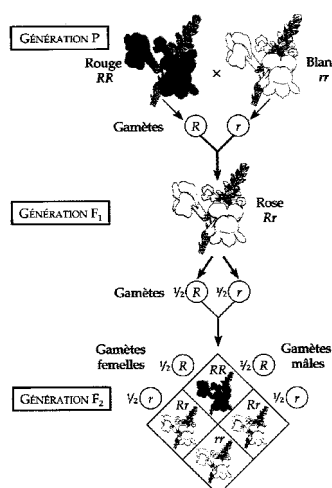 GÉNÉRATION P
Rouge
RR
×
Blan
rr
Gamètes
R
r
GÉNÉRATION F₁
Rose
Rr
Gamètes
½ R
½ r
Gamètes
femelles
Gamètes
mâles
½ R
½ R
GÉNÉRATION F₂
½ r
½ r
RR
Rr
Rr
rr